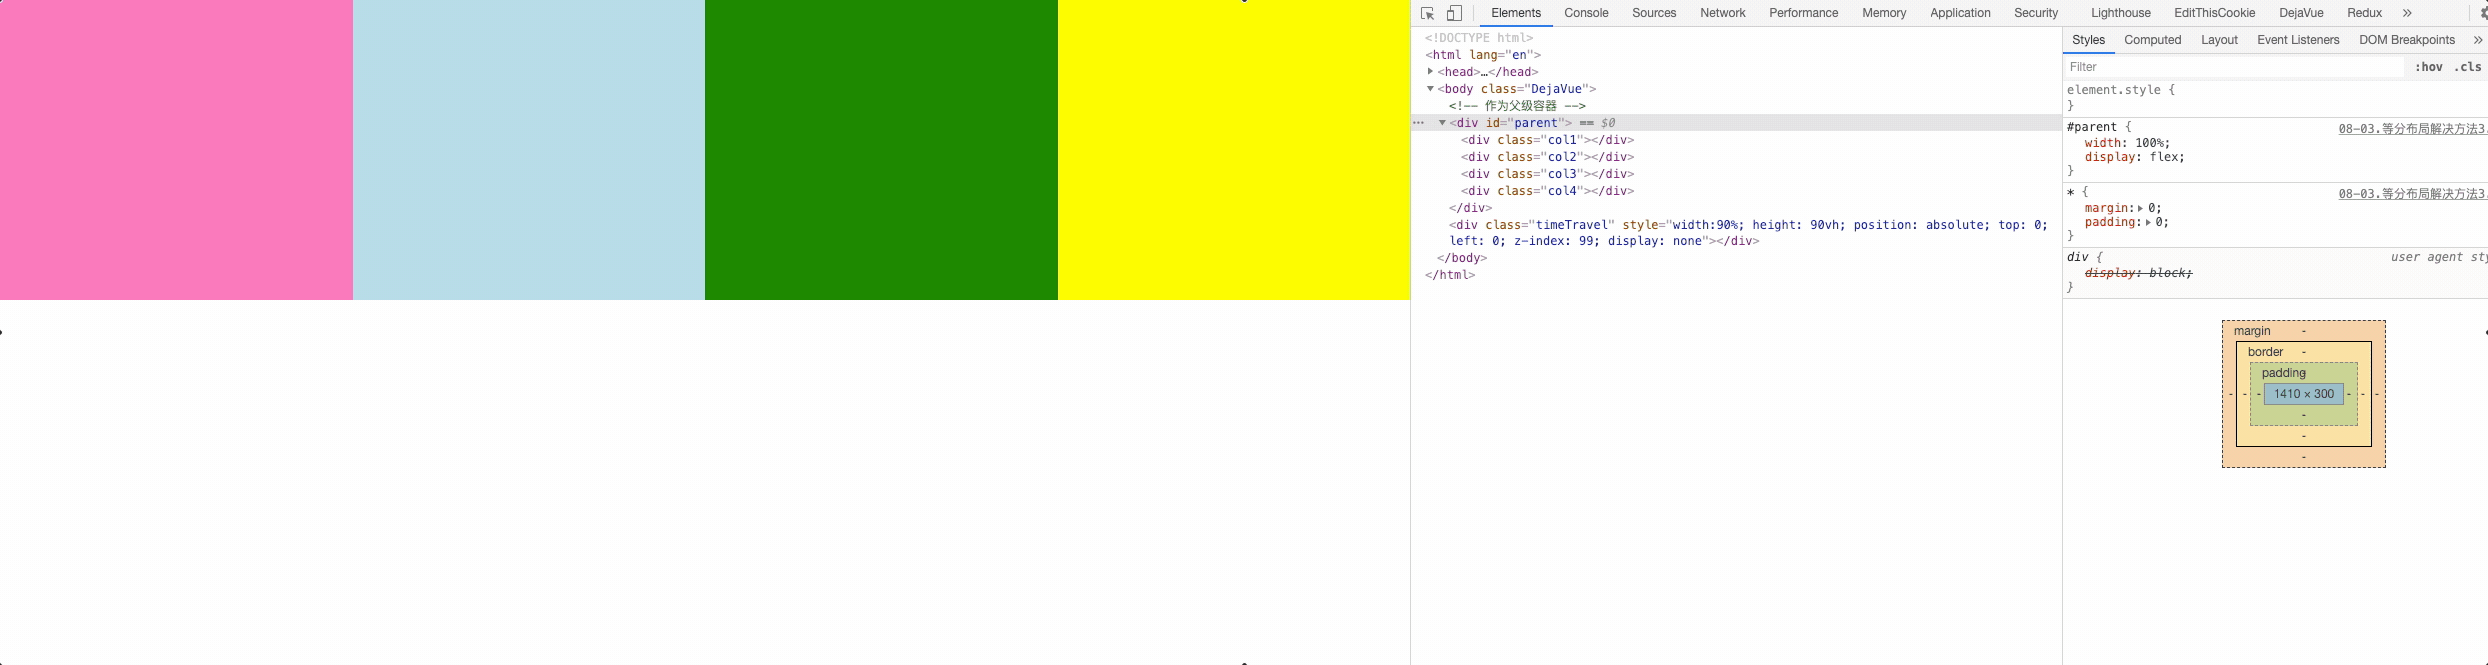 Elements Console Sources Network Performance Memory Application Security Lighthouse EditThisCookie DejaVue Redux »
<!DOCTYPE html>
<html lang="en">
<head>…</head>
<body class="DejaVue">
<!-- 作为父级容器 -->
<div id="parent"> == $0
<div class="col1"></div>
<div class="col2"></div>
<div class="col3"></div>
<div class="col4"></div>
</div>
<div class="timeTravel" style="width:90%; height: 90vh; position: absolute; top: 0;
left: 0; z-index: 99; display: none"></div>
</body>
</html>
Styles Computed Layout Event Listeners DOM Breakpoints »
Filter :hov .cls
element.style {
}
#parent { 08-03.等分布局解决方法3.
width: 100%;
display: flex;
}
* { 08-03.等分布局解决方法3.
margin: 0;
padding: 0;
}
div { user agent sty
display: block;
}
margin -
border -
padding -
- - - 1410 × 300 - - -
-
-
-